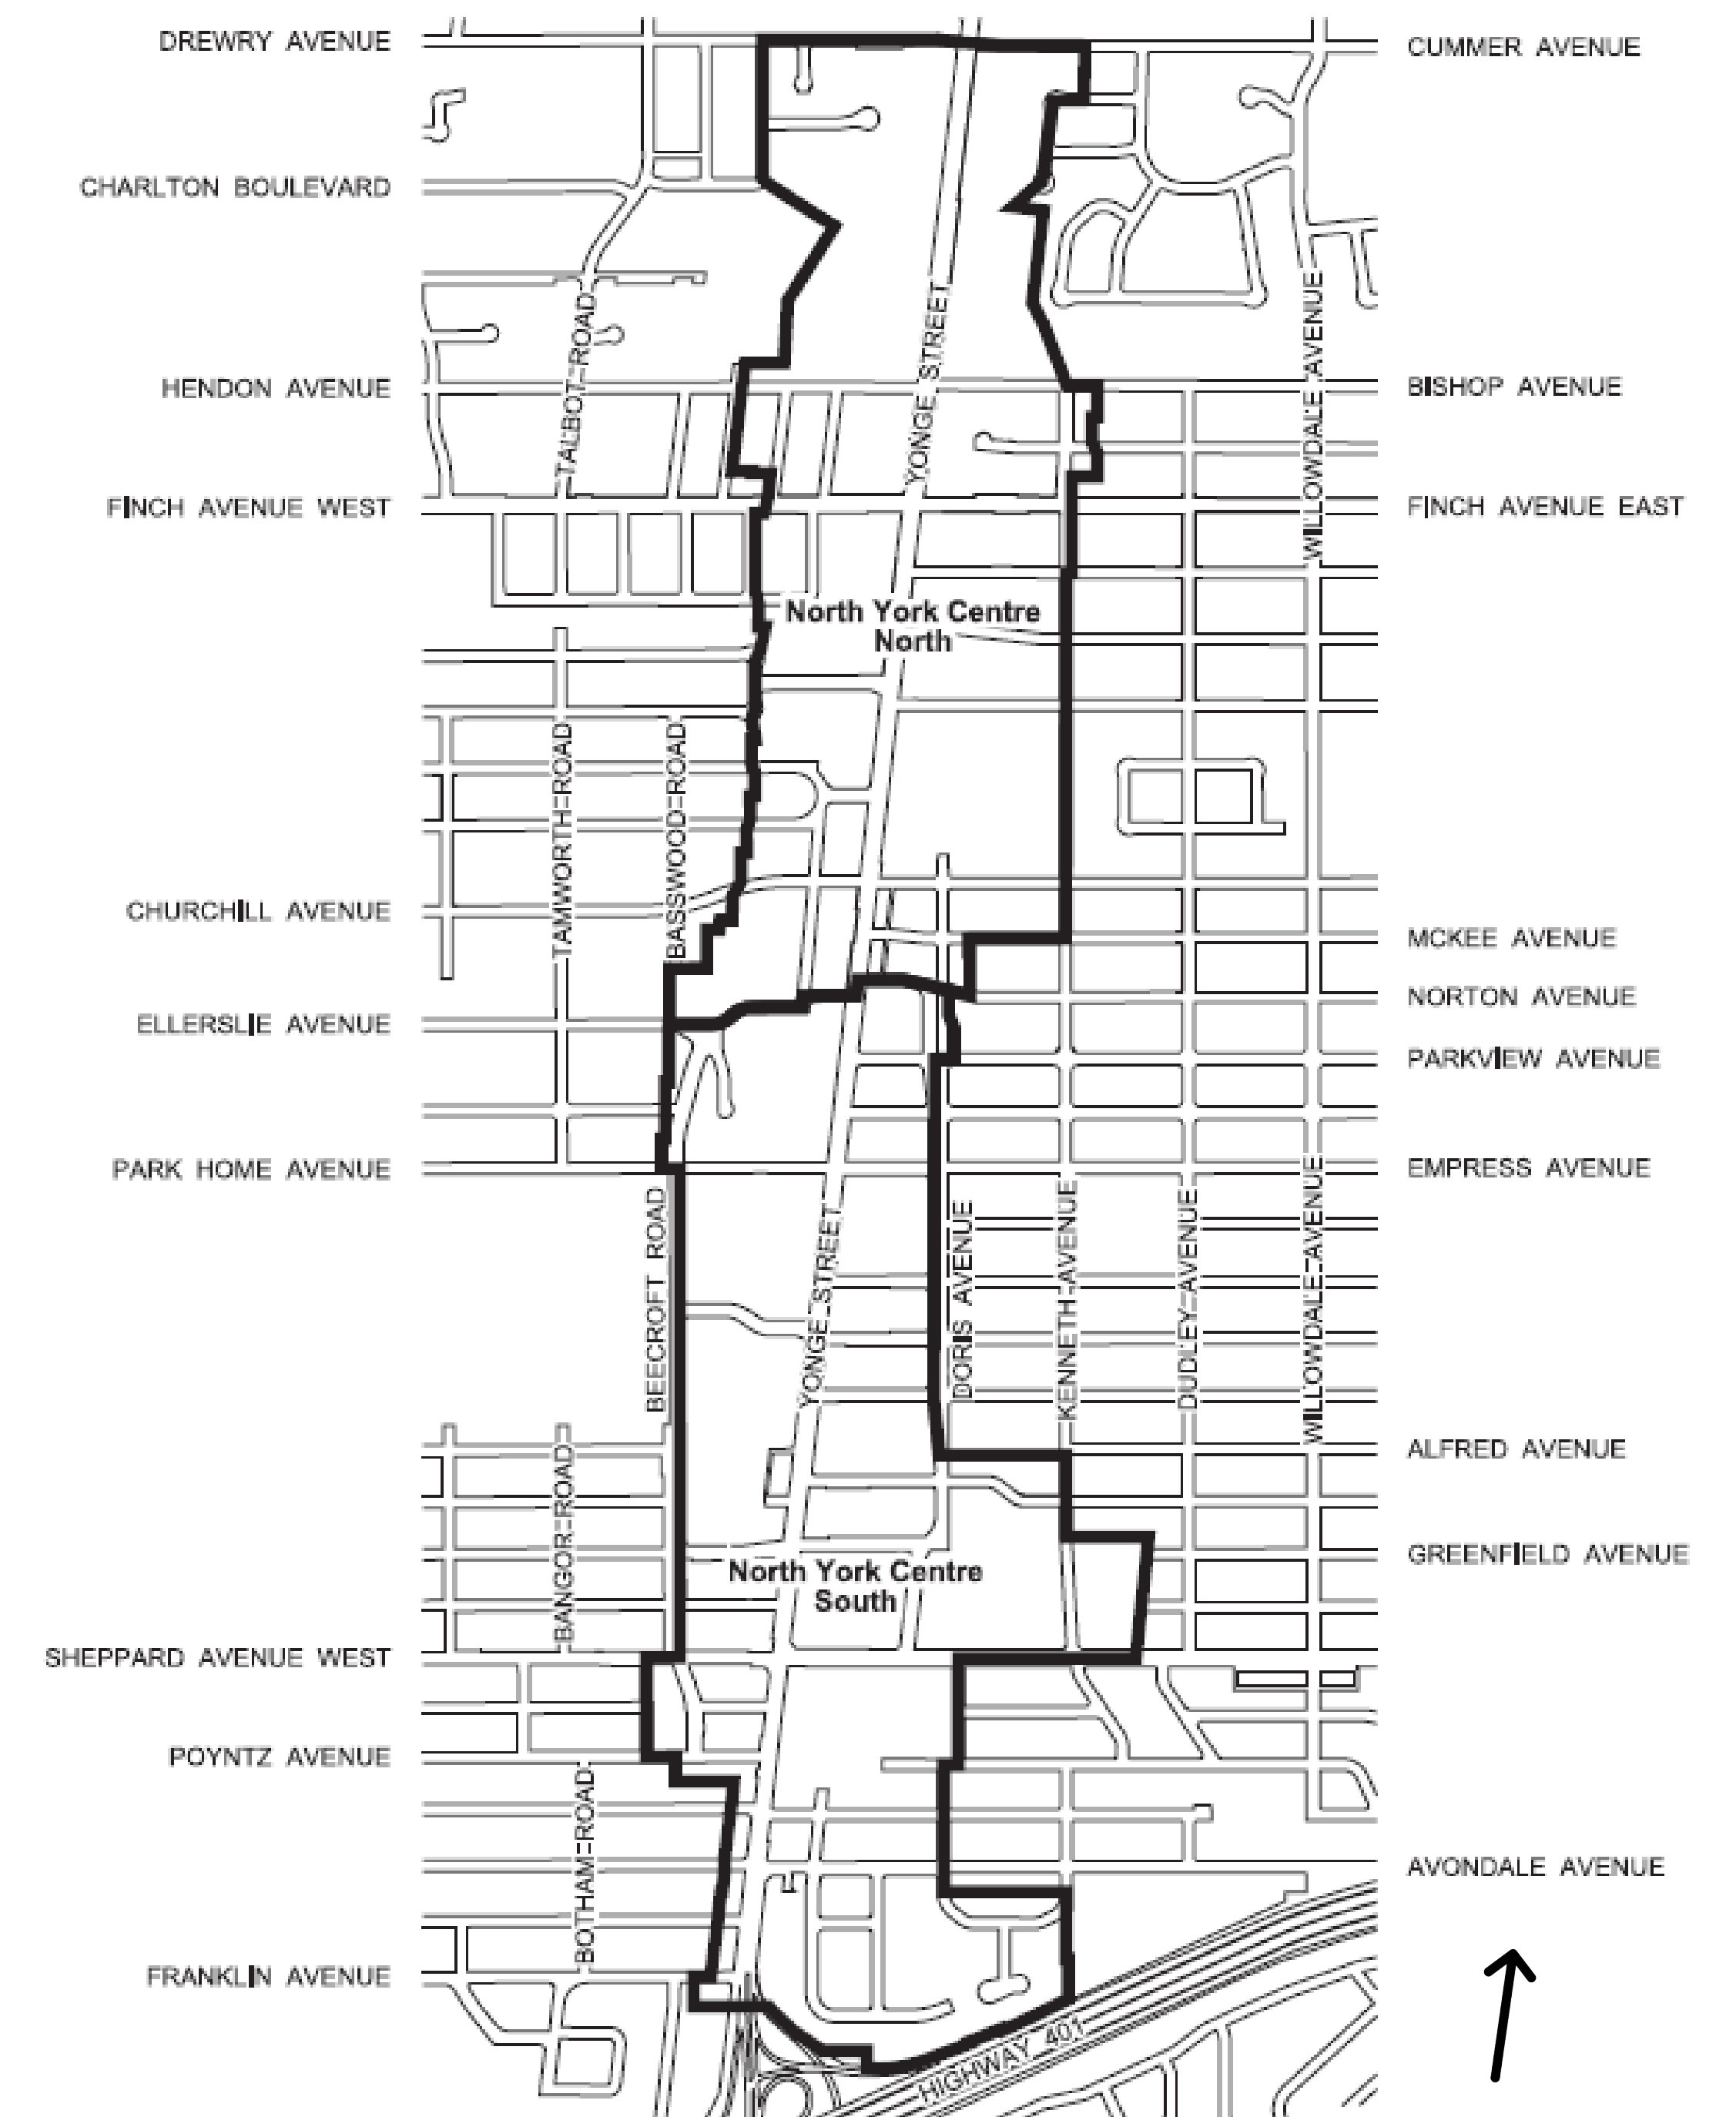 DREWRY AVENUE
CUMMER AVENUE
CHARLTON BOULEVARD
TALBOT ROAD
YONGE STREET
WILLOWDALE AVENUE
HENDON AVENUE
BISHOP AVENUE
FINCH AVENUE WEST
FINCH AVENUE EAST
North York Centre
North
TAMWORTH ROAD
BASSWOOD ROAD
CHURCHILL AVENUE
MCKEE AVENUE
NORTON AVENUE
ELLERSLIE AVENUE
PARKVIEW AVENUE
PARK HOME AVENUE
EMPRESS AVENUE
BEECROFT ROAD
YONGE STREET
DORIS AVENUE
KENNETH AVENUE
DUDLEY AVENUE
WILLOWDALE AVENUE
ALFRED AVENUE
BANGOR ROAD
GREENFIELD AVENUE
North York Centre
South
SHEPPARD AVENUE WEST
POYNTZ AVENUE
BOTHAM ROAD
AVONDALE AVENUE
FRANKLIN AVENUE
HIGHWAY 401